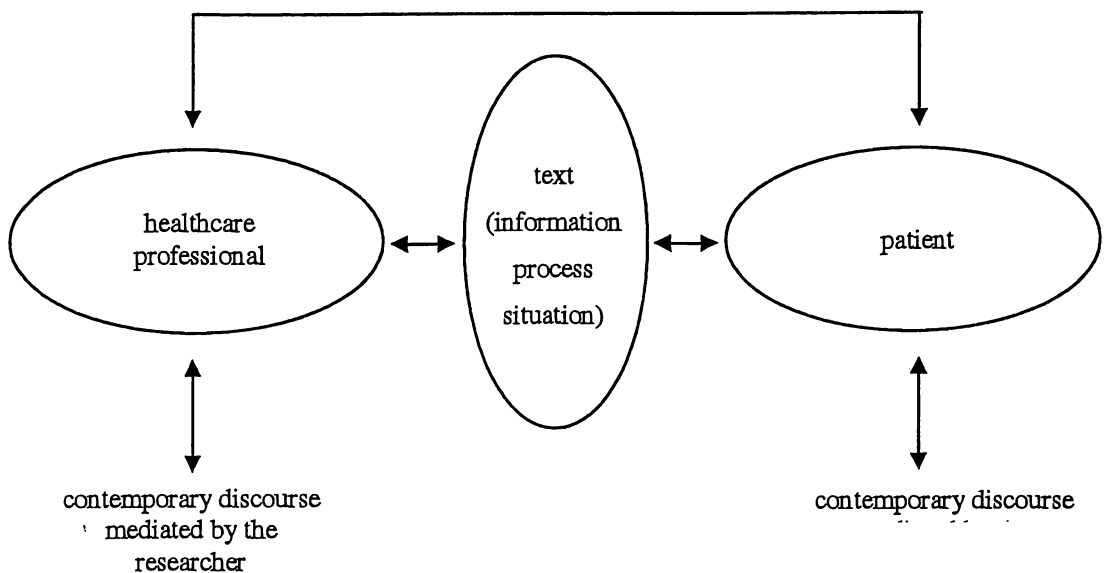 healthcare
professional
text
(information
process
situation)
patient
contemporary discourse
mediated by the
researcher
contemporary discourse